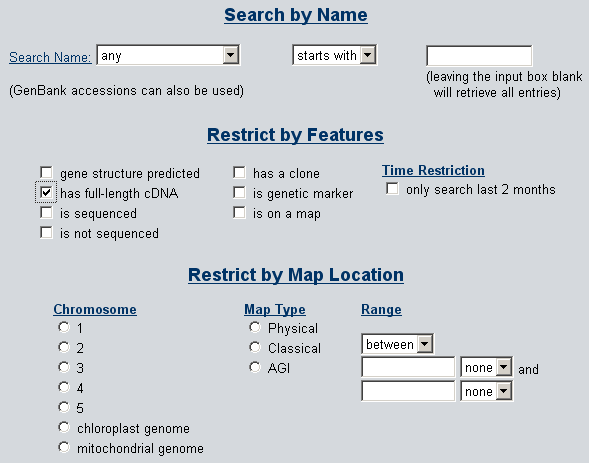 Search by Name
Search Name: any starts with
(GenBank accessions can also be used)
(leaving the input box blank
will retrieve all entries)
Restrict by Features
gene structure predicted
has full-length cDNA
is sequenced
is not sequenced
has a clone
is genetic marker
is on a map
Time Restriction
only search last 2 months
Restrict by Map Location
Chromosome
1
2
3
4
5
chloroplast genome
mitochondrial genome
Map Type
Physical
Classical
AGI
Range
between
none and
none